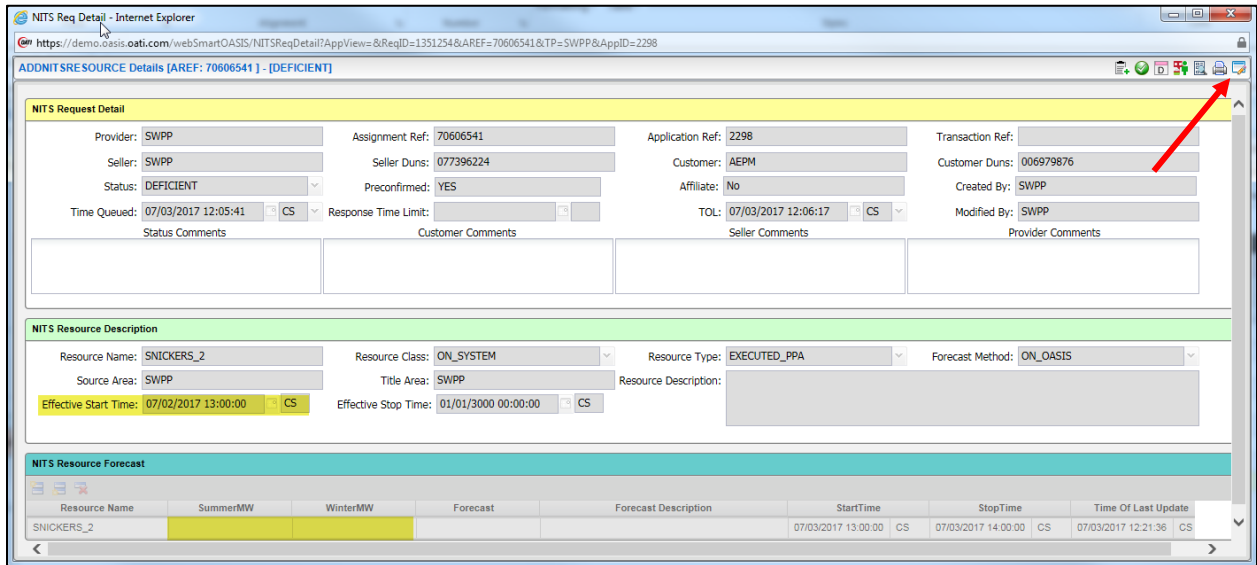 NITS Req Detail - Internet Explorer
https://demo.oasis.oati.com/webSmartOASIS/NITSReqDetail?AppView=&ReqID=1351254&AREF=70606541&TP=SWPP&AppID=2298
ADDNITSRESOURCE Details [AREF: 70606541 ] - [DEFICIENT]
NITS Request Detail
Provider: SWPP Assignment Ref: 70606541 Application Ref: 2298 Transaction Ref:
Seller: SWPP Seller Duns: 077396224 Customer: AEPM Customer Duns: 006979876
Status: DEFICIENT Preconfirmed: YES Affiliate: No Created By: SWPP
Time Queued: 07/03/2017 12:05:41 CS Response Time Limit: TOL: 07/03/2017 12:06:17 CS Modified By: SWPP
Status Comments Customer Comments Seller Comments Provider Comments
NITS Resource Description
Resource Name: SNICKERS_2 Resource Class: ON_SYSTEM Resource Type: EXECUTED_PPA Forecast Method: ON_OASIS
Source Area: SWPP Title Area: SWPP Resource Description:
Effective Start Time: 07/02/2017 13:00:00 CS Effective Stop Time: 01/01/3000 00:00:00 CS
NITS Resource Forecast
Resource Name SummerMW WinterMW Forecast Forecast Description StartTime StopTime Time Of Last Update
SNICKERS_2 07/03/2017 13:00:00 CS 07/03/2017 14:00:00 CS 07/03/2017 12:21:36 CS